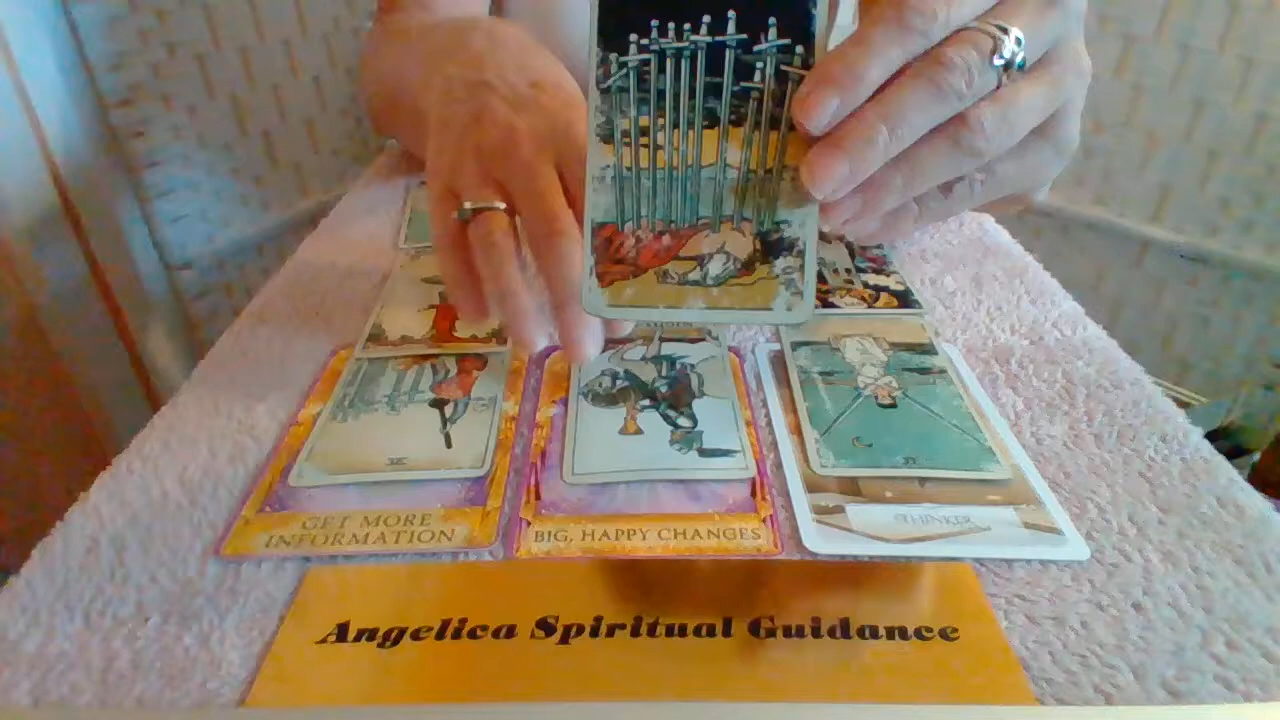 GET MORE
INFORMATION
BIG, HAPPY CHANGES
THINKER
Angelica Spiritual Guidance